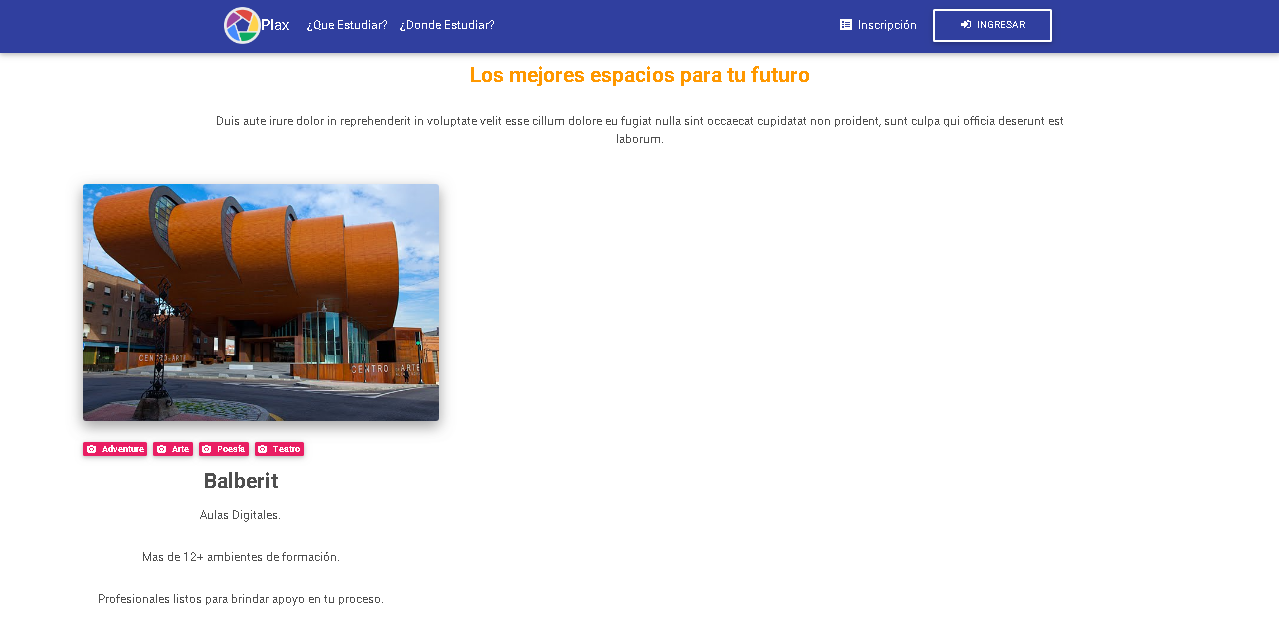 Plax ¿Que Estudiar? ¿Donde Estudiar? Inscripción INGRESAR
Los mejores espacios para tu futuro
Duis aute irure dolor in reprehenderit in voluptate velit esse cillum dolore eu fugiat nulla sint occaecat cupidatat non proident, sunt culpa qui officia deserunt est
laborum.
CENTRO ARTE
CENTRO ARTE
Adventure Arte Poesía Teatro
Balberit
Aulas Digitales.
Mas de 12+ ambientes de formación.
Profesionales listos para brindar apoyo en tu proceso.